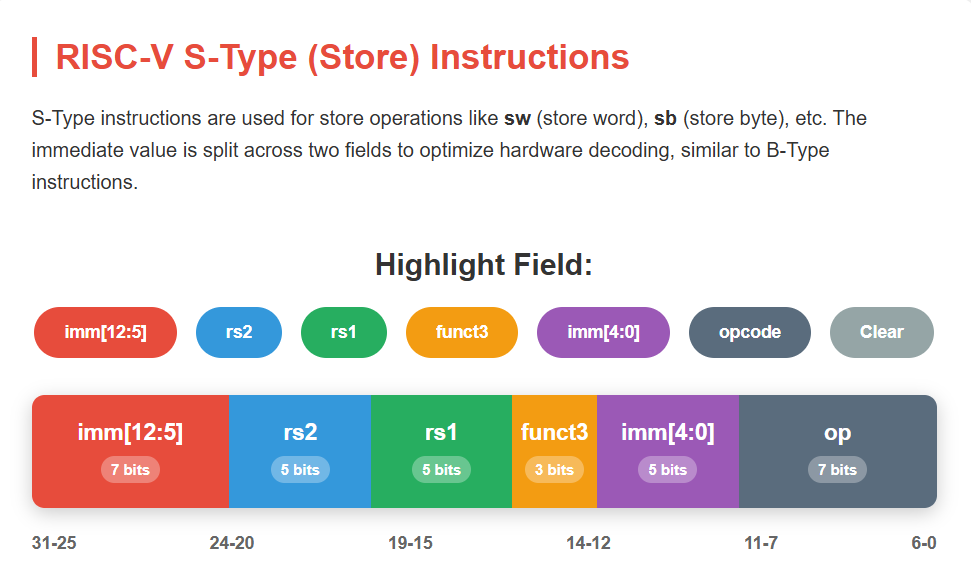 RISC-V S-Type (Store) Instructions
S-Type instructions are used for store operations like sw (store word), sb (store byte), etc. The
immediate value is split across two fields to optimize hardware decoding, similar to B-Type
instructions.
Highlight Field:
imm[12:5] rs2 rs1 funct3 imm[4:0] opcode Clear
imm[12:5] rs2 rs1 funct3 imm[4:0] op
7 bits 5 bits 5 bits 3 bits 5 bits 7 bits
31-25 24-20 19-15 14-12 11-7 6-0